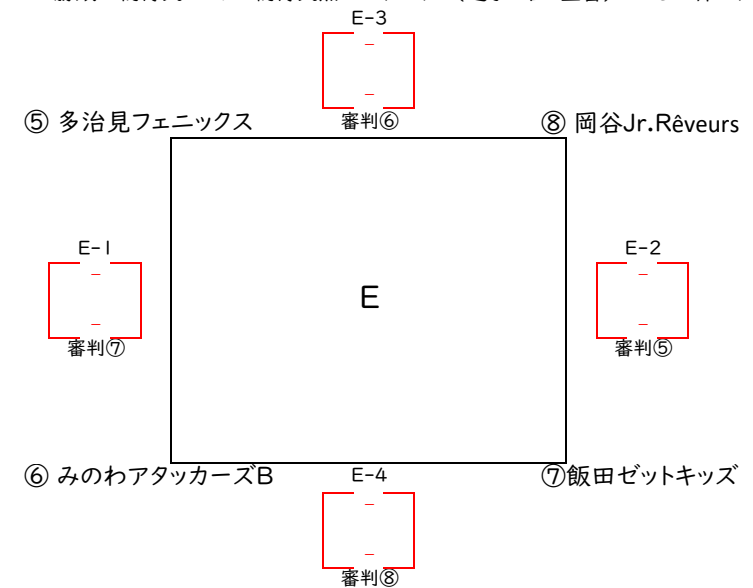 E-3
審判⑥
⑤ 多治見フェニックス
⑧ 岡谷Jr.Rêveurs
E-1
審判⑦
E
E-2
審判⑤
⑥ みのわアタッカーズB
E-4
⑦飯田ゼットキッズ
審判⑧